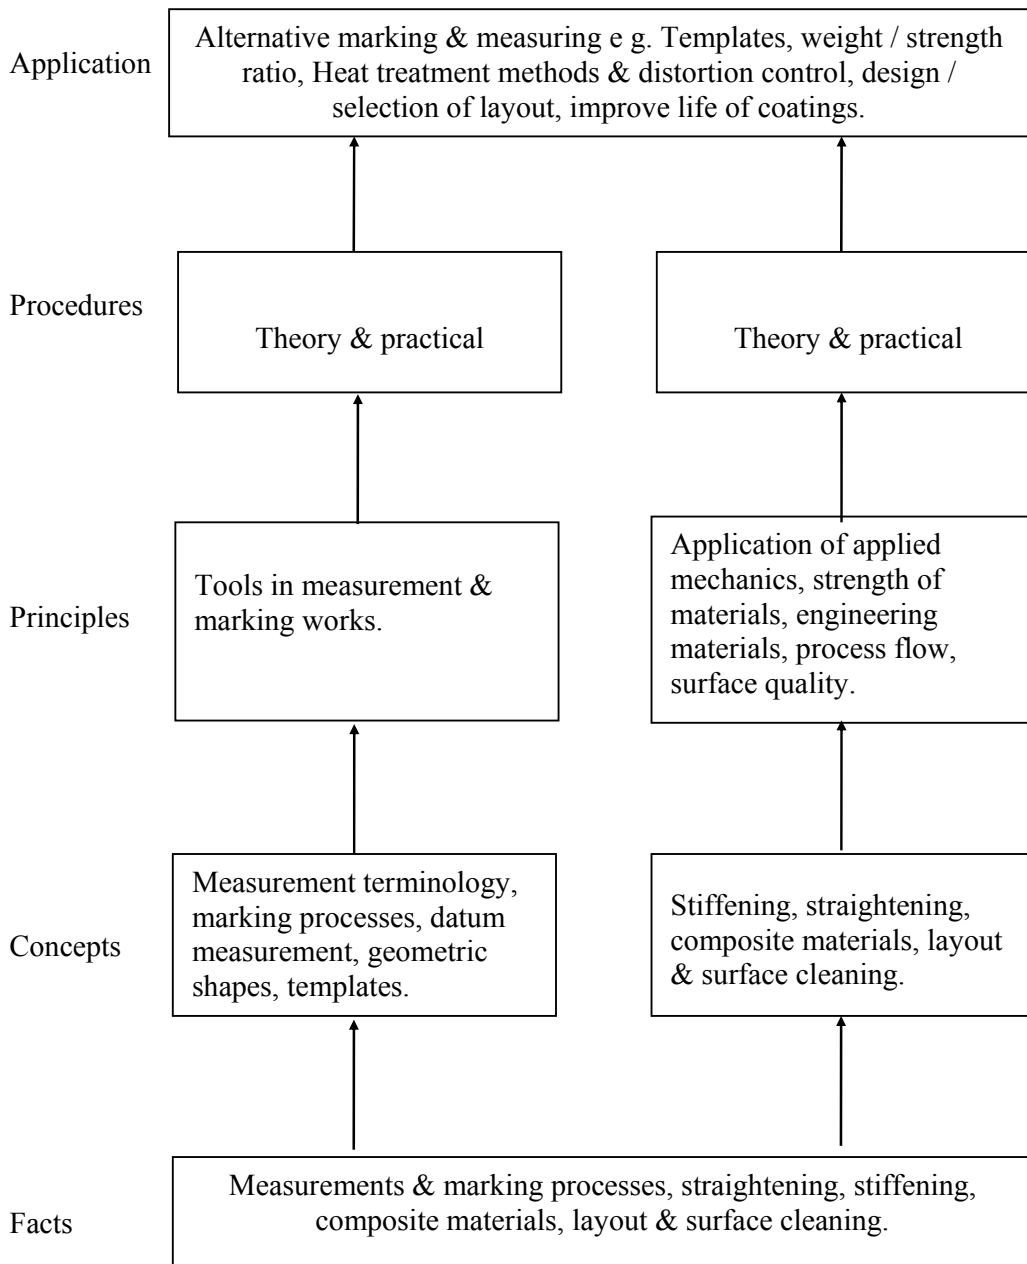 Application
Alternative marking & measuring e g. Templates, weight / strength
ratio, Heat treatment methods & distortion control, design /
selection of layout, improve life of coatings.
Procedures
Theory & practical
Theory & practical
Principles
Tools in measurement &
marking works.
Application of applied
mechanics, strength of
materials, engineering
materials, process flow,
surface quality.
Concepts
Measurement terminology,
marking processes, datum
measurement, geometric
shapes, templates.
Stiffening, straightening,
composite materials, layout
& surface cleaning.
Facts
Measurements & marking processes, straightening, stiffening,
composite materials, layout & surface cleaning.